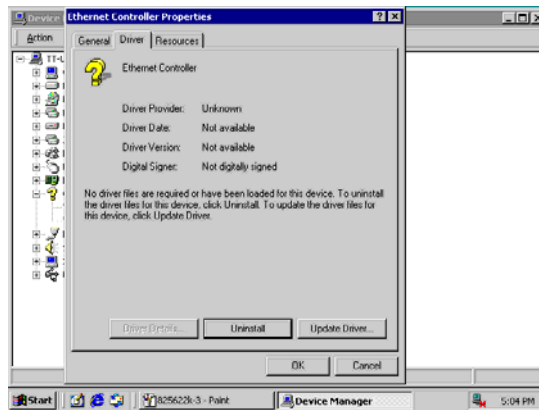 Device
Ethernet Controller Properties
Action
General Driver Resources
TT-
Ethernet Controller
Driver Provider: Unknown
Driver Date: Not available
Driver Version: Not available
Digital Signer: Not digitally signed
No driver files are required or have been loaded for this device. To uninstall
the driver files for this device, click Uninstall. To update the driver files for
this device, click Update Driver.
Driver Details... Uninstall Update Driver...
OK Cancel
Start 825622k-3 - Paint Device Manager 5:04 PM